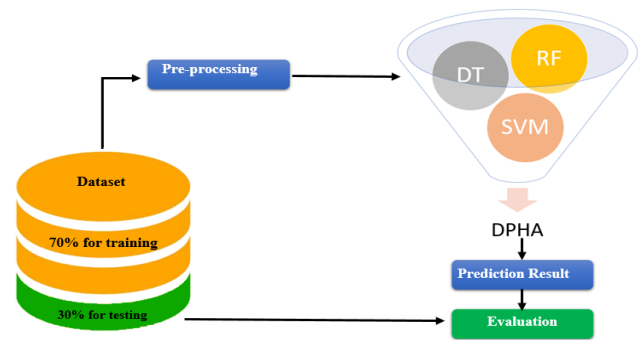 Pre-processing
DT
RF
SVM
Dataset
70% for training
30% for testing
DPHA
Prediction Result
Evaluation